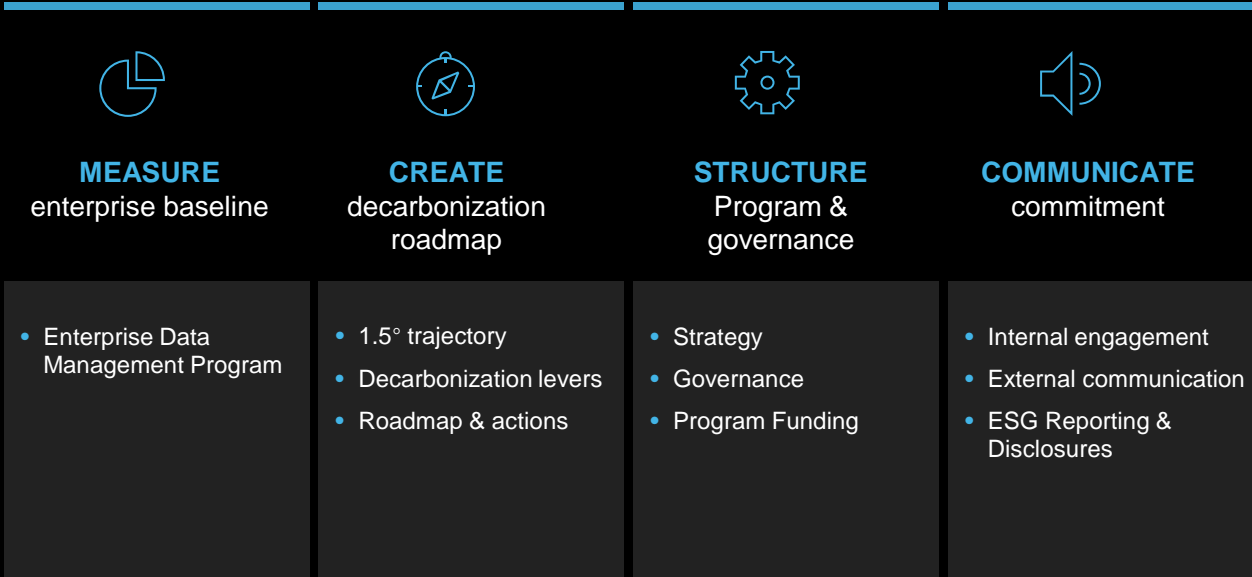 MEASURE
enterprise baseline
• Enterprise Data
Management Program
CREATE
decarbonization
roadmap
• 1.5° trajectory
• Decarbonization levers
• Roadmap & actions
STRUCTURE
Program &
governance
• Strategy
• Governance
• Program Funding
COMMUNICATE
commitment
• Internal engagement
• External communication
• ESG Reporting &
Disclosures